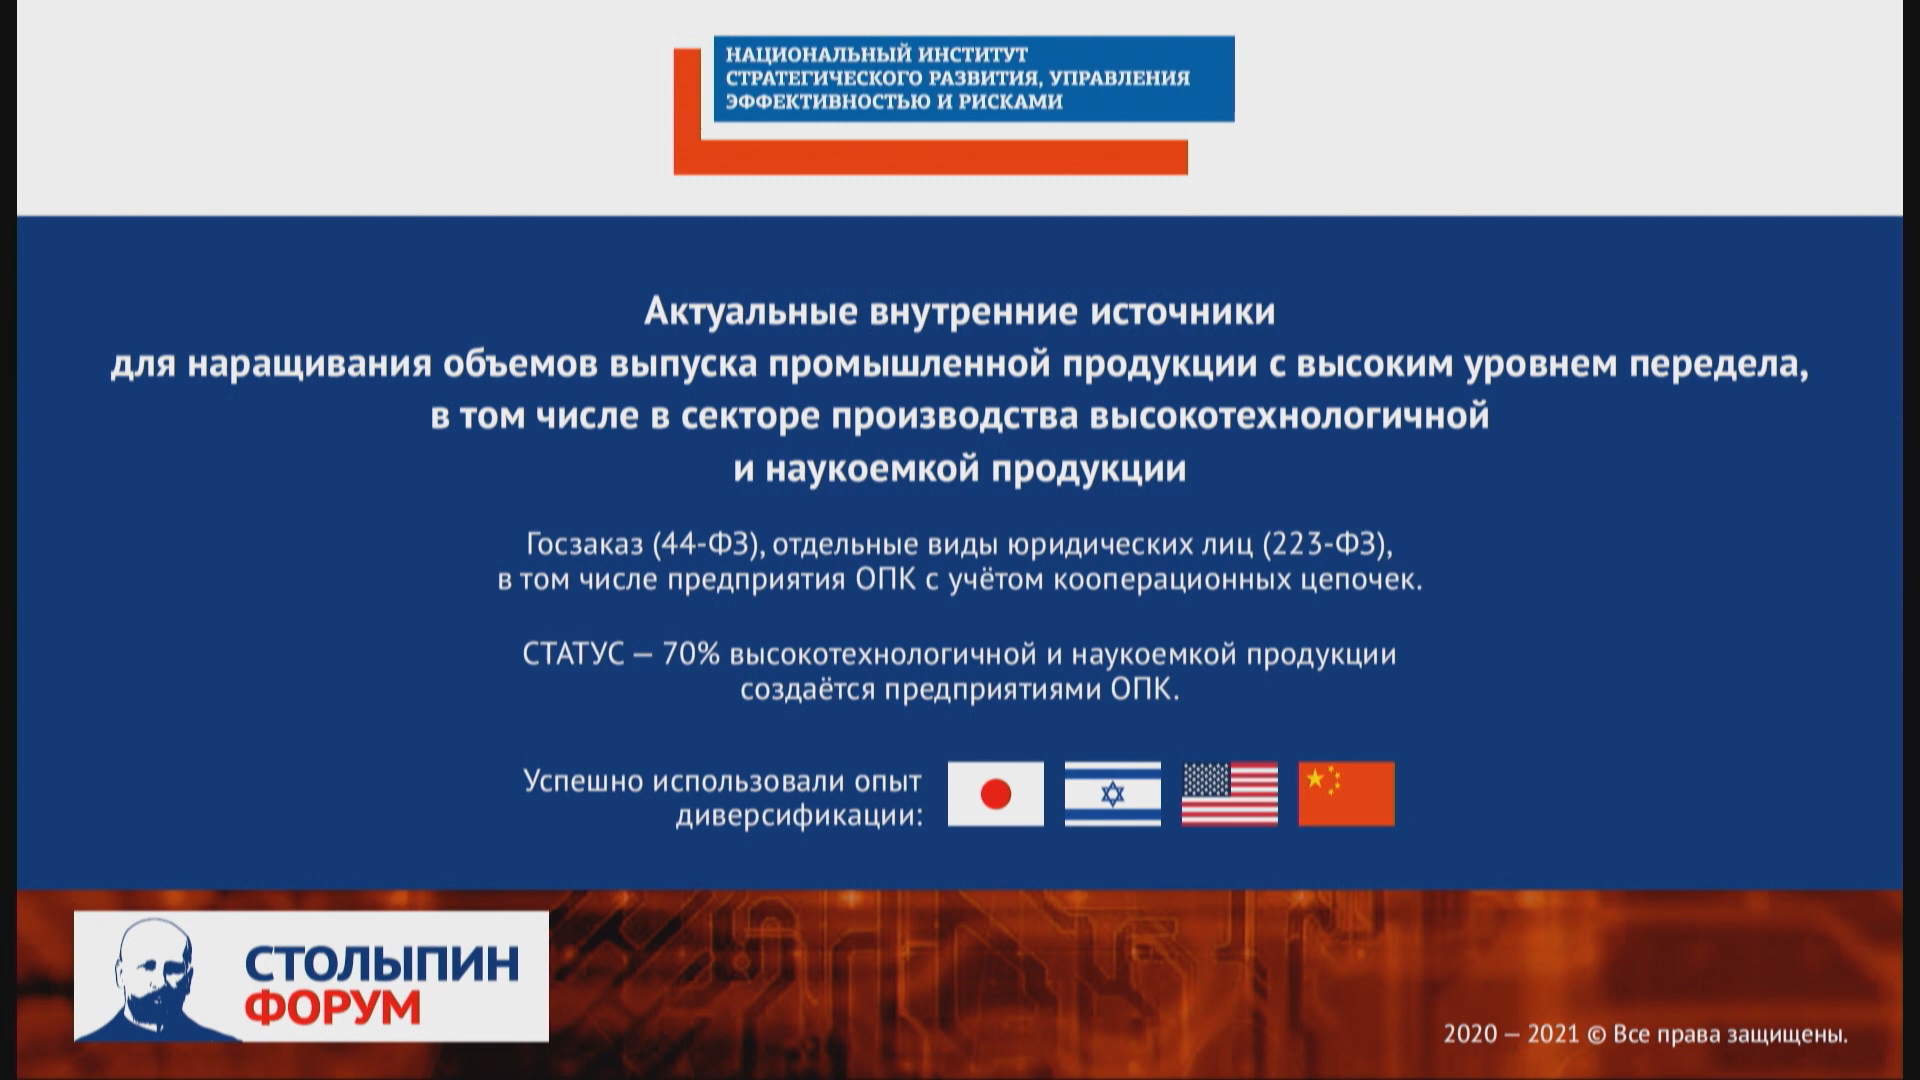 НАЦИОНАЛЬНЫЙ ИНСТИТУТ
СТРАТЕГИЧЕСКОГО РАЗВИТИЯ, УПРАВЛЕНИЯ
ЭФФЕКТИВНОСТЬЮ И РИСКАМИ
Актуальные внутренние источники
для наращивания объемов выпуска промышленной продукции с высоким уровнем передела,
в том числе в секторе производства высокотехнологичной
и наукоемкой продукции
Госзаказ (44-ФЗ), отдельные виды юридических лиц (223-ФЗ),
в том числе предприятия ОПК с учётом кооперационных цепочек.
СТАТУС — 70% высокотехнологичной и наукоемкой продукции
создаётся предприятиями ОПК.
Успешно использовали опыт
диверсификации:
СТОЛЫПИН
ФОРУМ
2020 — 2021 © Все права защищены.